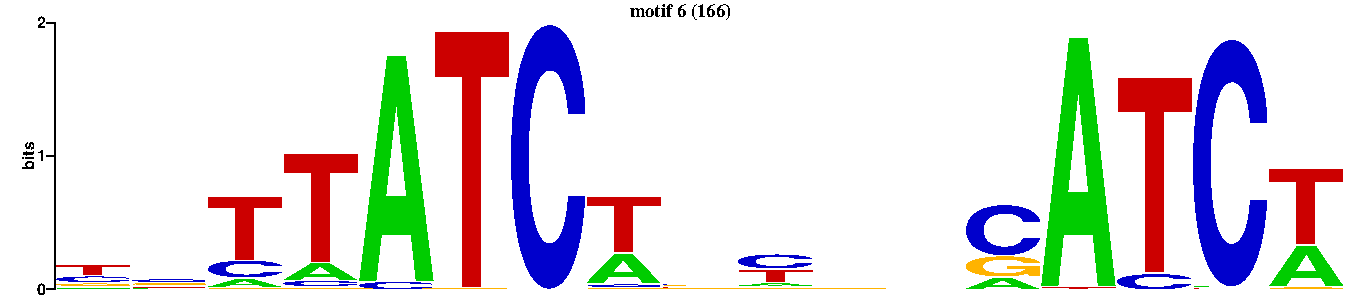 motif 6 (166)
2
bits
1
0
T T T A T C T C C A T C T
C C C A A T G C A
G A C C A A
A